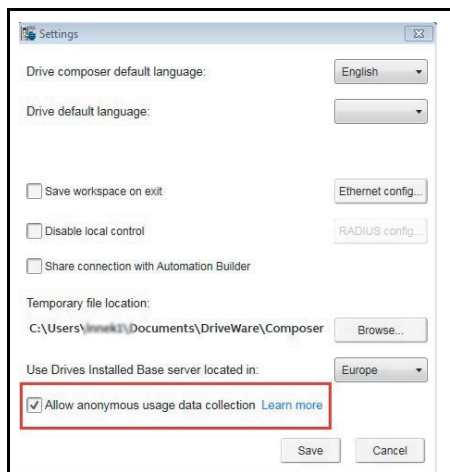 Settings
Drive composer default language:
English
Drive default language:
Save workspace on exit
Ethernet config...
Disable local control
RADIUS config...
Share connection with Automation Builder
Temporary file location:
C:\Users\ \Documents\DriveWare\Composer
Browse...
Use Drives Installed Base server located in:
Europe
Allow anonymous usage data collection Learn more
Save
Cancel